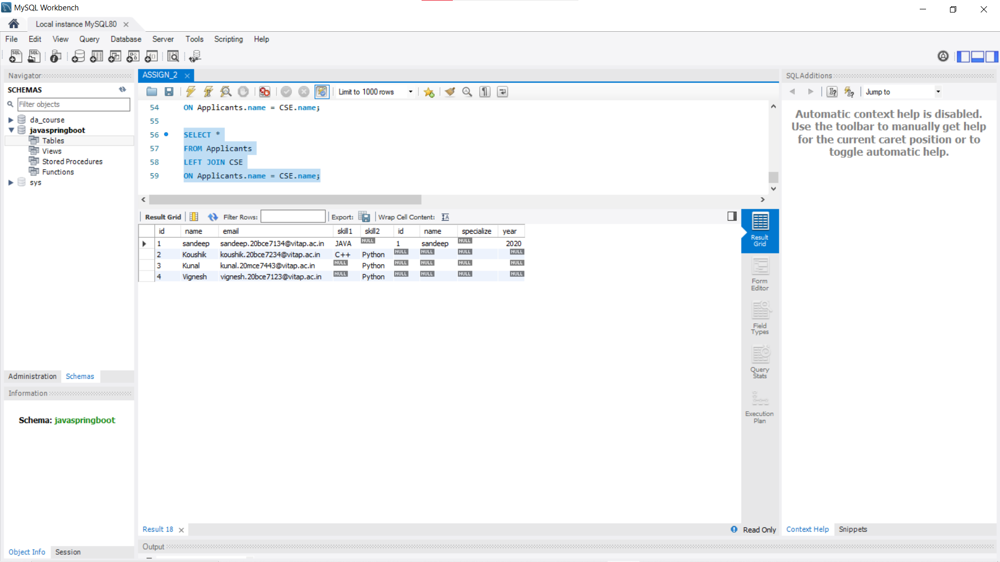 MySQL Workbench
Local instance MySQL80
File Edit View Query Database Server Tools Scripting Help
Navigator
SCHEMAS
Filter objects
da_course
javaspringboot
Tables
Views
Stored Procedures
Functions
sys
Administration Schemas
Information
Schema: javaspringboot
Object Info Session
ASSIGN_2
Limit to 1000 rows
54 ON Applicants.name = CSE.name;
55
56 SELECT *
57 FROM Applicants
58 LEFT JOIN CSE
59 ON Applicants.name = CSE.name;
Result Grid Filter Rows: Export: Wrap Cell Content:
id name email skill1 skill2 id name specialize year
1 sandeep sandeep.20bce7134@vitap.ac.in JAVA NULL 1 sandeep NULL 2020
2 Koushik koushik.20bce7234@vitap.ac.in C++ Python NULL NULL NULL NULL
3 Kunal kunal.20mce7443@vitap.ac.in NULL Python NULL NULL NULL NULL
4 Vignesh vignesh.20bce7123@vitap.ac.in NULL Python NULL NULL NULL NULL
Result
Grid
Form
Editor
Field
Types
Query
Stats
Execution
Plan
Result 18
Read Only
Output
SQLAdditions
Jump to
Automatic context help is disabled.
Use the toolbar to manually get help
for the current caret position or to
toggle automatic help.
Context Help Snippets